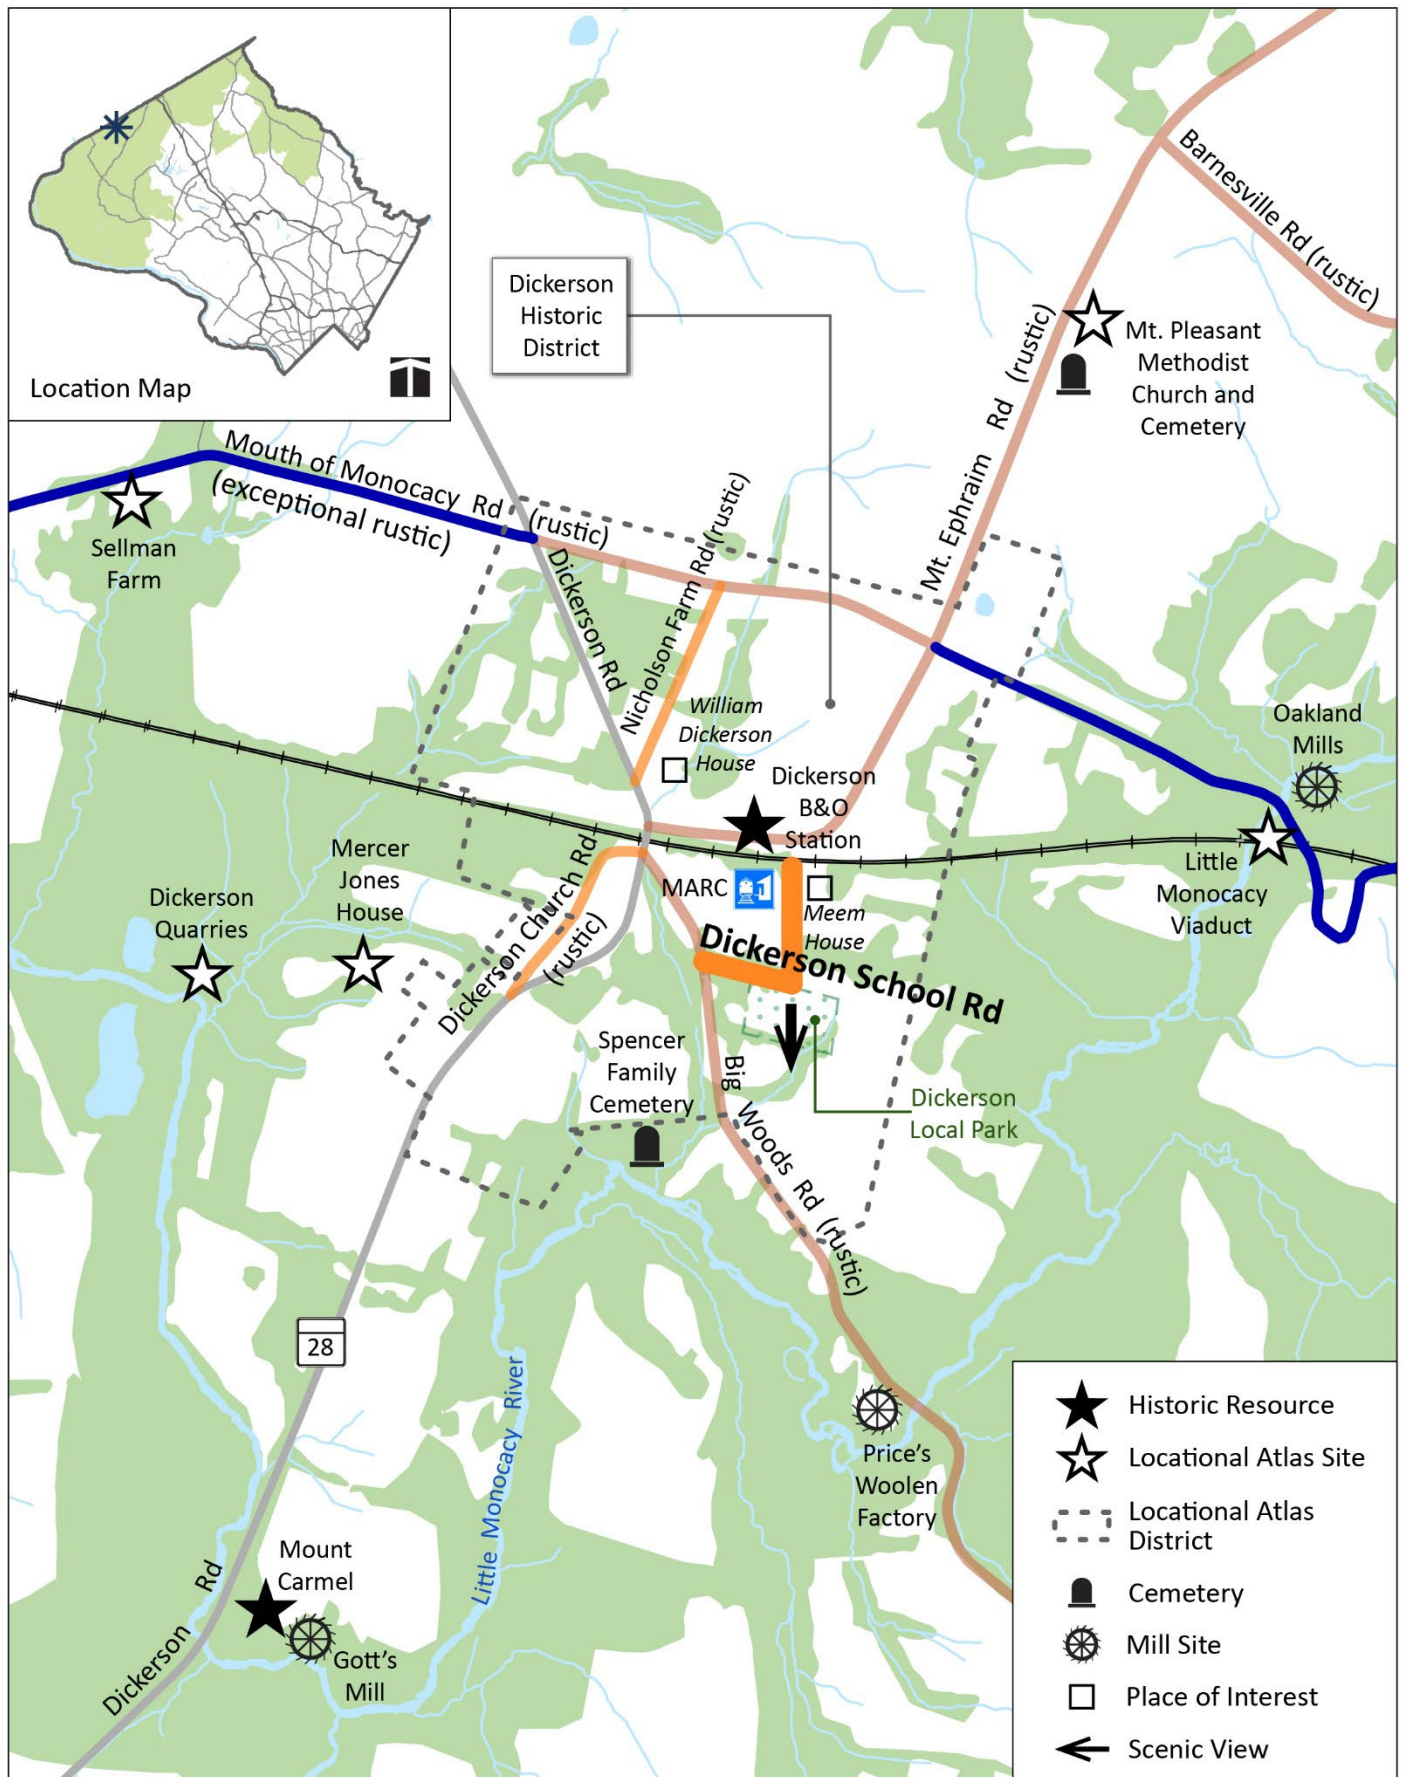 Location Map
Barnesville Rd (rustic)
Dickerson
Historic
District
Mt. Pleasant
Methodist
Church and
Cemetery
Mt. Ephraim Rd (rustic)
Mouth of Monocacy Rd (rustic)
(exceptional rustic)
Sellman
Farm
Dickerson Rd
Nicholson Farm Rd (rustic)
William
Dickerson
House
Oakland
Mills
Dickerson
B&O
Station
Mercer
Jones
House
Dickerson
Quarries
MARC
Meem
House
Little
Monocacy
Viaduct
Dickerson Church Rd
(rustic)
Dickerson School Rd
Spencer
Family
Cemetery
Big Woods Rd (rustic)
Dickerson
Local Park
28
Little Monocacy River
Price's
Woolen
Factory
Mount
Carmel
Gott's
Mill
Dickerson Rd
Historic Resource
Locational Atlas Site
Locational Atlas
District
Cemetery
Mill Site
Place of Interest
Scenic View